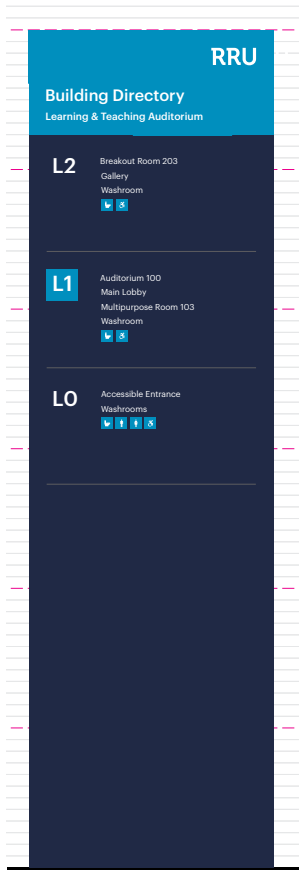 RRU
Building Directory
Learning & Teaching Auditorium
L2
Breakout Room 203
Gallery
Washroom
L1
Auditorium 100
Main Lobby
Multipurpose Room 103
Washroom
L0
Accessible Entrance
Washrooms